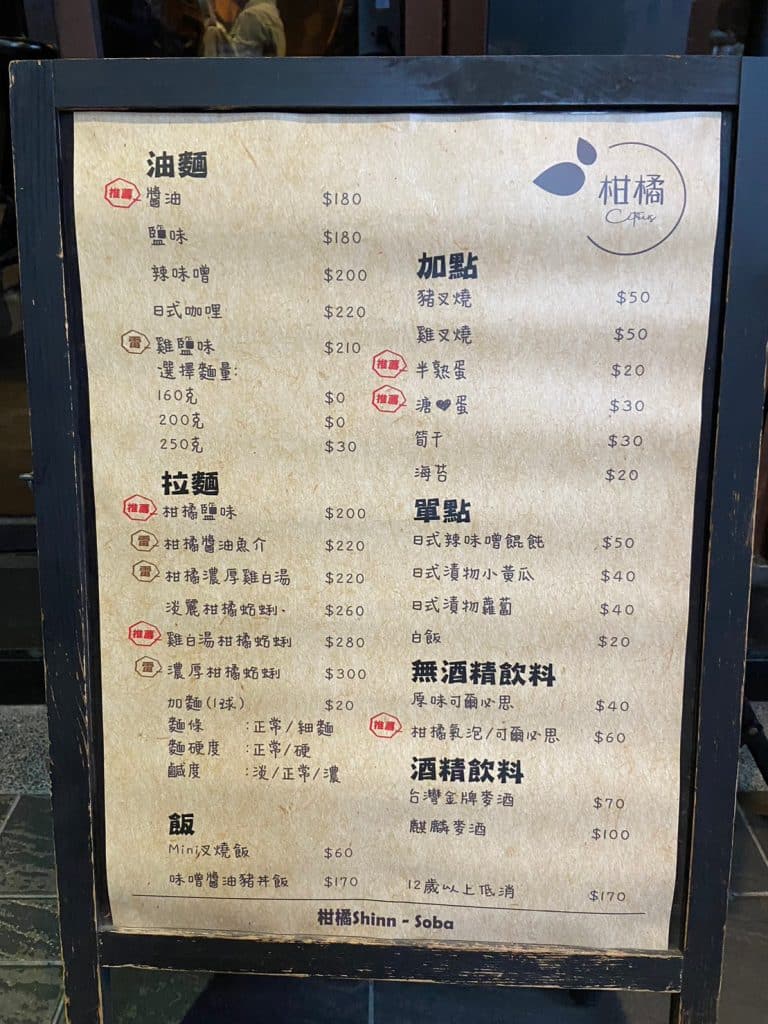 油麵
推薦 醬油 $180
鹽味 $180
辣味噌 $200
日式咖哩 $220
雷 雞鹽味 $210
選擇麵量:
160克 $0
200克 $0
250克 $30
拉麵
推薦 柑橘鹽味 $200
雷 柑橘醬油魚介 $220
雷 柑橘濃厚雞白湯 $220
淡麗柑橘蛤蜊、 $260
推薦 雞白湯柑橘蛤蜊 $280
雷 濃厚柑橘蛤蜊 $300
加麵(1球) $20
麵條 :正常/細麵
麵硬度 :正常/硬
鹹度 :淡/正常/濃
飯
Mini叉燒飯 $60
味噌醬油豬丼飯 $170
柑橘
Citrus
加點
豬叉燒 $50
雞叉燒 $50
推薦 半熟蛋 $20
推薦 溏♥蛋 $30
筍干 $30
海苔 $20
單點
日式辣味噌餛飩 $50
日式漬物小黃瓜 $40
日式漬物蘿蔔 $40
白飯 $20
無酒精飲料
原味可爾必思 $40
推薦 柑橘氣泡/可爾必思 $60
酒精飲料
台灣金牌麥酒 $70
麒麟麥酒 $100
12歲以上低消 $170
柑橘Shinn - Soba